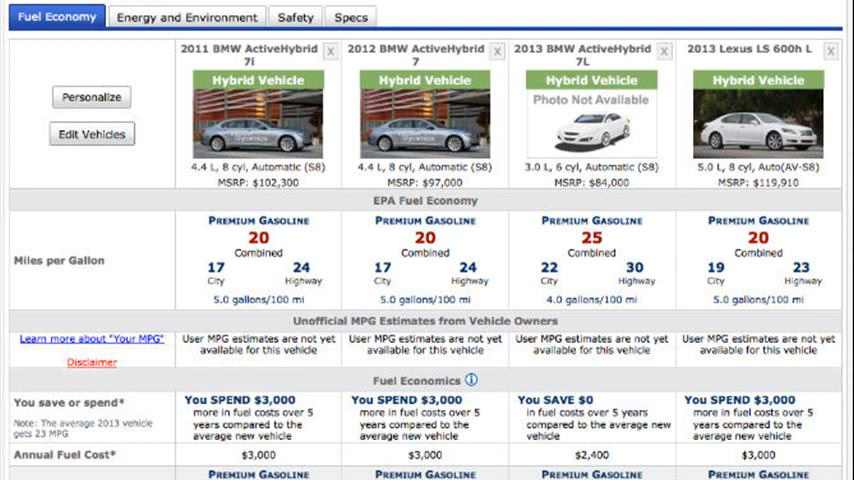 Fuel Economy Energy and Environment Safety Specs
2011 BMW ActiveHybrid 7i X 2012 BMW ActiveHybrid 7 X 2013 BMW ActiveHybrid 7L X 2013 Lexus LS 600h L X
Personalize
Edit Vehicles
Hybrid Vehicle Hybrid Vehicle Hybrid Vehicle Hybrid Vehicle
Photo Not Available
4.4 L, 8 cyl, Automatic (S8) 4.4 L, 8 cyl, Automatic (S8) 3.0 L, 6 cyl, Automatic (S8) 5.0 L, 8 cyl, Auto(AV-S8)
MSRP: $102,300 MSRP: $97,000 MSRP: $84,000 MSRP: $119,910
EPA Fuel Economy
Miles per Gallon
PREMIUM GASOLINE PREMIUM GASOLINE PREMIUM GASOLINE PREMIUM GASOLINE
20 20 25 20
Combined Combined Combined Combined
17 24 17 24 22 30 19 23
City Highway City Highway City Highway City Highway
5.0 gallons/100 mi 5.0 gallons/100 mi 4.0 gallons/100 mi 5.0 gallons/100 mi
Unofficial MPG Estimates from Vehicle Owners
Learn more about "Your MPG"
Disclaimer
User MPG estimates are not yet User MPG estimates are not yet User MPG estimates are not yet User MPG estimates are not yet
available for this vehicle available for this vehicle available for this vehicle available for this vehicle
Fuel Economics
You save or spend*
Note: The average 2013 vehicle
gets 23 MPG
You SPEND $3,000 You SPEND $3,000 You SAVE $0 You SPEND $3,000
more in fuel costs over 5 more in fuel costs over 5 in fuel costs over 5 years more in fuel costs over 5
years compared to the years compared to the compared to the average new years compared to the
average new vehicle average new vehicle vehicle average new vehicle
Annual Fuel Cost* $3,000 $3,000 $2,400 $3,000
PREMIUM GASOLINE PREMIUM GASOLINE PREMIUM GASOLINE PREMIUM GASOLINE